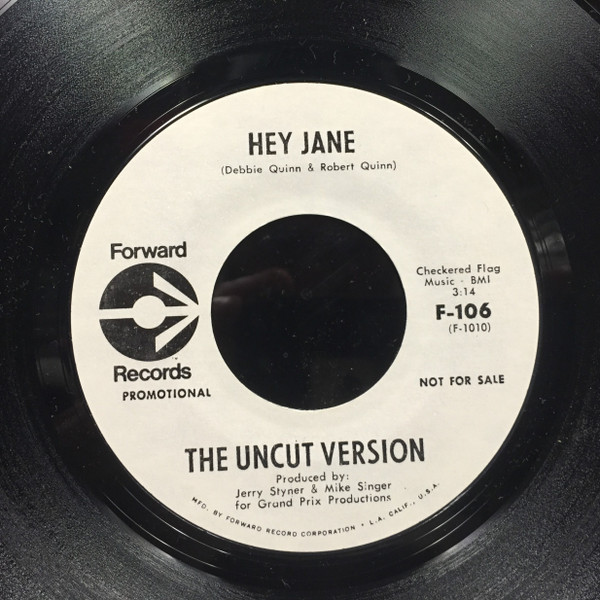 HEY JANE
(Debbie Quinn & Robert Quinn)
Forward
Records
PROMOTIONAL
Checkered Flag
Music - BMI
3:14
F-106
(F-1010)
NOT FOR SALE
THE UNCUT VERSION
Produced by:
Jerry Styner & Mike Singer
for Grand Prix Productions
MFD. BY FORWARD RECORD CORPORATION • L.A. CALIF., U.S.A.